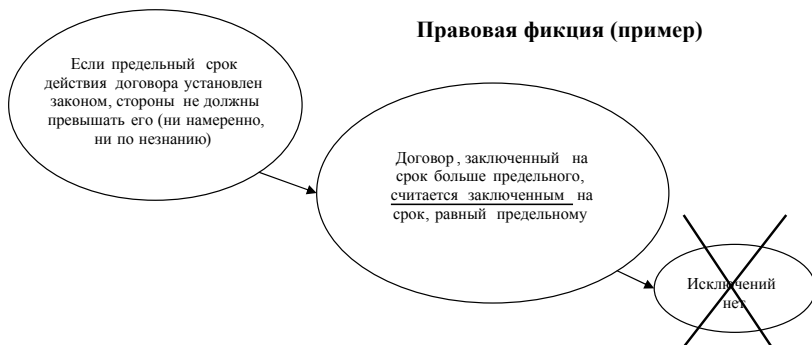 Правовая фикция (пример)
Если предельный срок
действия договора установлен
законом, стороны не должны
превышать его (ни намеренно,
ни по незнанию)
Договор, заключенный на
срок больше предельного,
считается заключенным на
срок, равный предельному
Исключений
нет